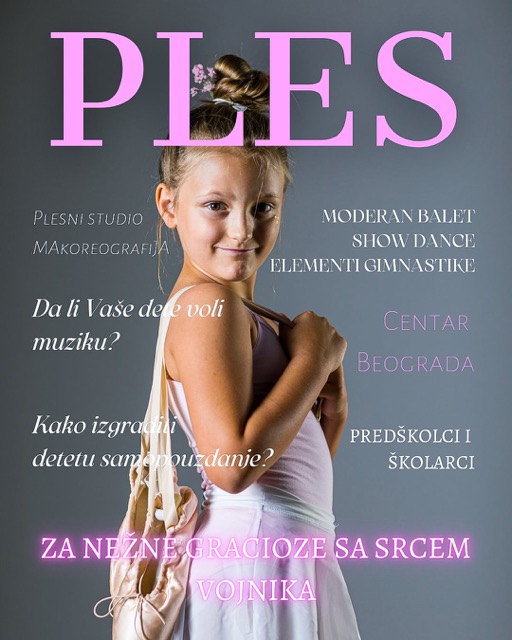 PLES
PLESNI STUDIO
MAKOREOGRAFIJA
Da li Vaše dete voli
muziku?
Kako izgraditi
detetu samopouzdanje?
MODERAN BALET
SHOW DANCE
ELEMENTI GIMNASTIKE
CENTAR
BEOGRADA
PREDŠKOLCI I
ŠKOLARCI
ZA NEŽNE GRACIOZE SA SRCEM
VOJNIKA